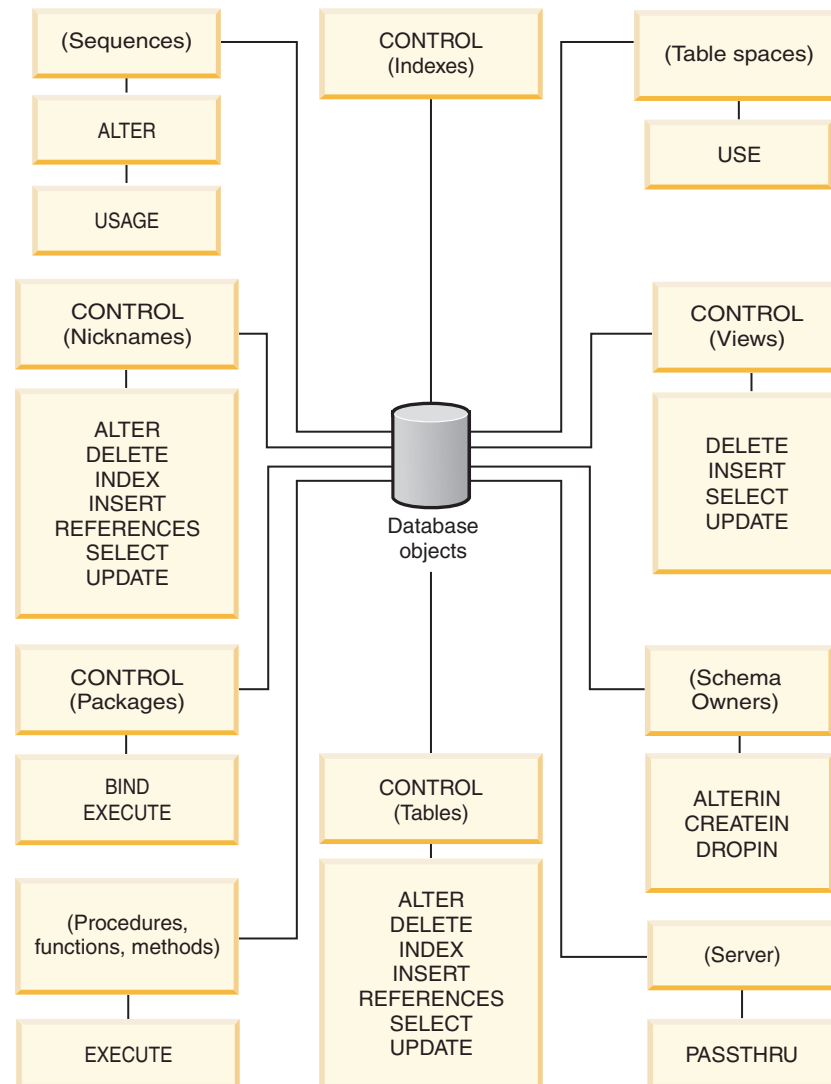 (Sequences)
ALTER
USAGE
CONTROL
(Indexes)
(Table spaces)
USE
CONTROL
(Nicknames)
ALTER
DELETE
INDEX
INSERT
REFERENCES
SELECT
UPDATE
Database
objects
CONTROL
(Views)
DELETE
INSERT
SELECT
UPDATE
CONTROL
(Packages)
BIND
EXECUTE
CONTROL
(Tables)
ALTER
DELETE
INDEX
INSERT
REFERENCES
SELECT
UPDATE
(Schema
Owners)
ALTERIN
CREATEIN
DROPIN
(Procedures,
functions, methods)
EXECUTE
(Server)
PASSTHRU